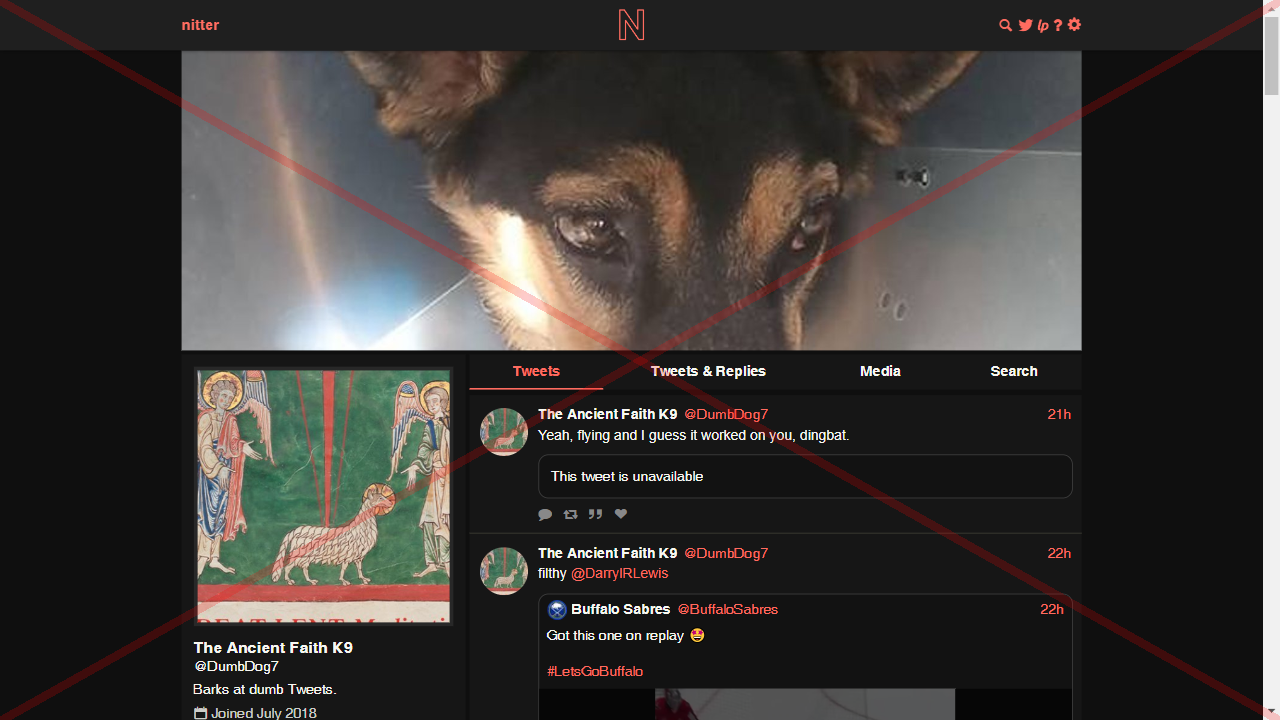 nitter
N
lp ?
Tweets Tweets & Replies Media Search
The Ancient Faith K9 @DumbDog7 21h
Yeah, flying and I guess it worked on you, dingbat.
This tweet is unavailable
The Ancient Faith K9 @DumbDog7 22h
filthy @DarrylRLewis
Buffalo Sabres @BuffaloSabres 22h
Got this one on replay 🤩
#LetsGoBuffalo
The Ancient Faith K9
@DumbDog7
Barks at dumb Tweets.
Joined July 2018